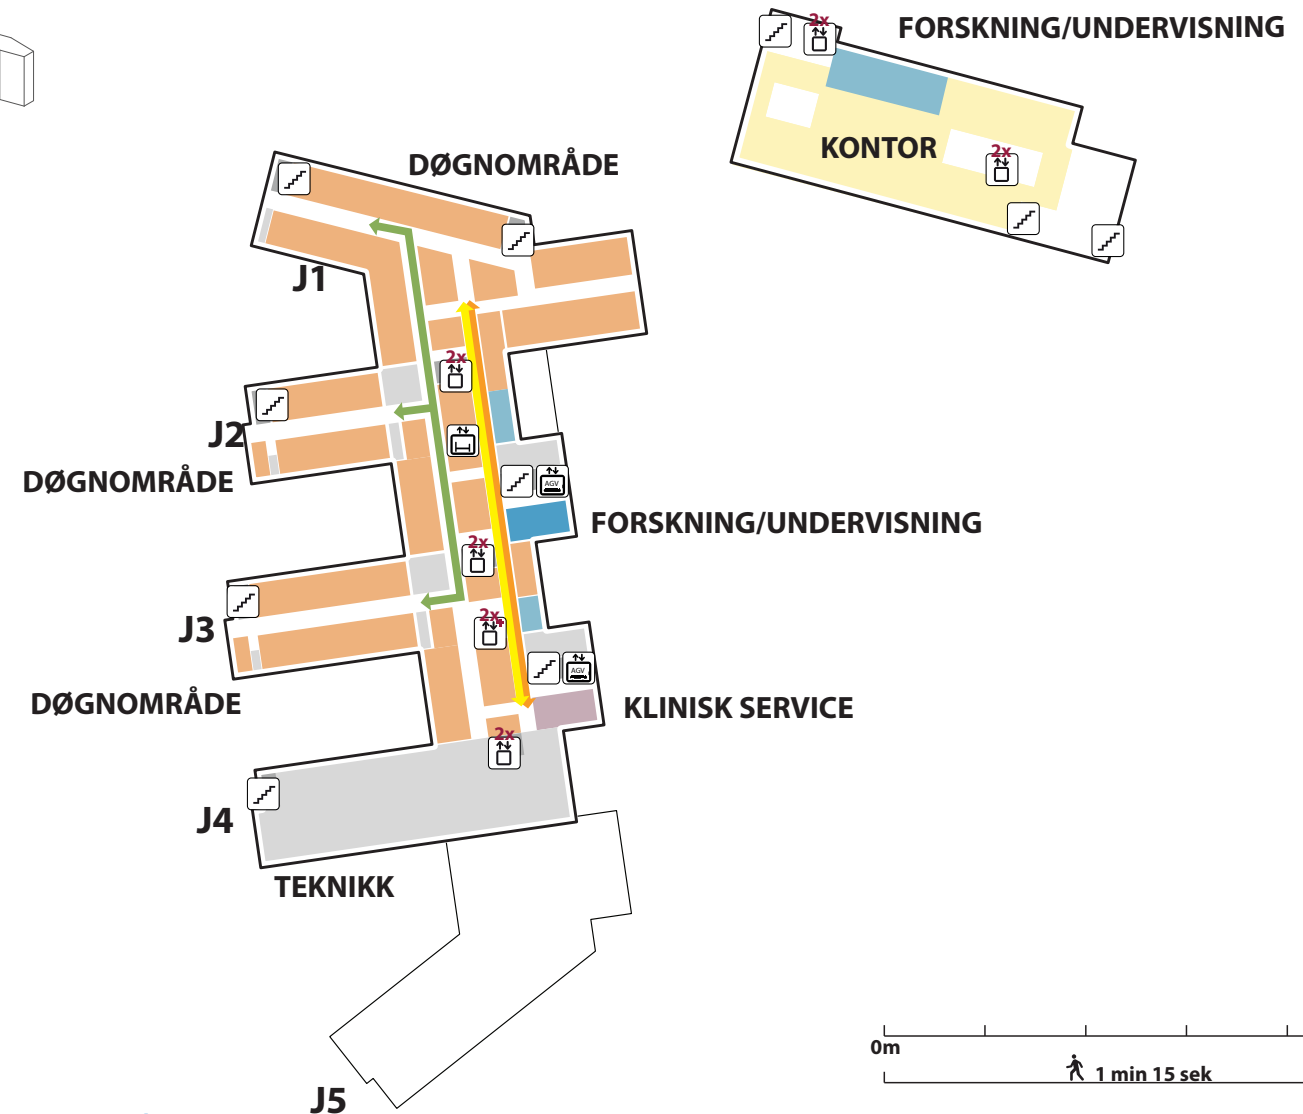 FORSKNING/UNDERVISNING
2x
KONTOR
2x
DØGNOMRÅDE
J1
2x
J2
DØGNOMRÅDE
AGV
FORSKNING/UNDERVISNING
2x
J3
2x
AGV
DØGNOMRÅDE
KLINISK SERVICE
2x
J4
TEKNIKK
0m
1 min 15 sek
J5